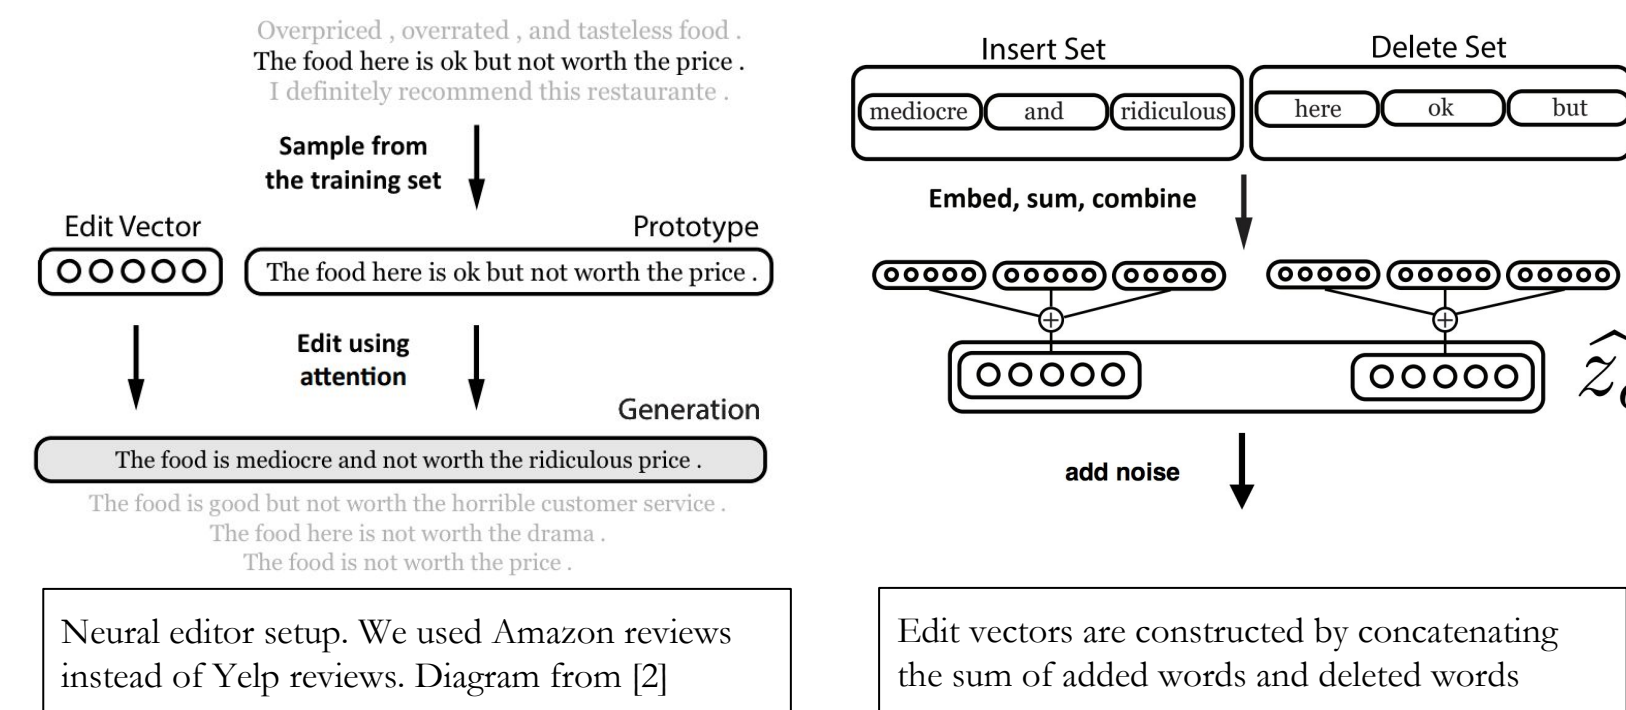 Overpriced , overrated , and tasteless food .
The food here is ok but not worth the price .
I definitely recommend this restaurante .
Sample from
the training set
Edit Vector
Prototype
The food here is ok but not worth the price .
Edit using
attention
Generation
The food is mediocre and not worth the ridiculous price .
The food is good but not worth the horrible customer service .
The food here is not worth the drama .
The food is not worth the price .
Neural editor setup. We used Amazon reviews
instead of Yelp reviews. Diagram from [2]
Insert Set
Delete Set
mediocre and ridiculous
here ok but
Embed, sum, combine
add noise
Edit vectors are constructed by concatenating
the sum of added words and deleted words